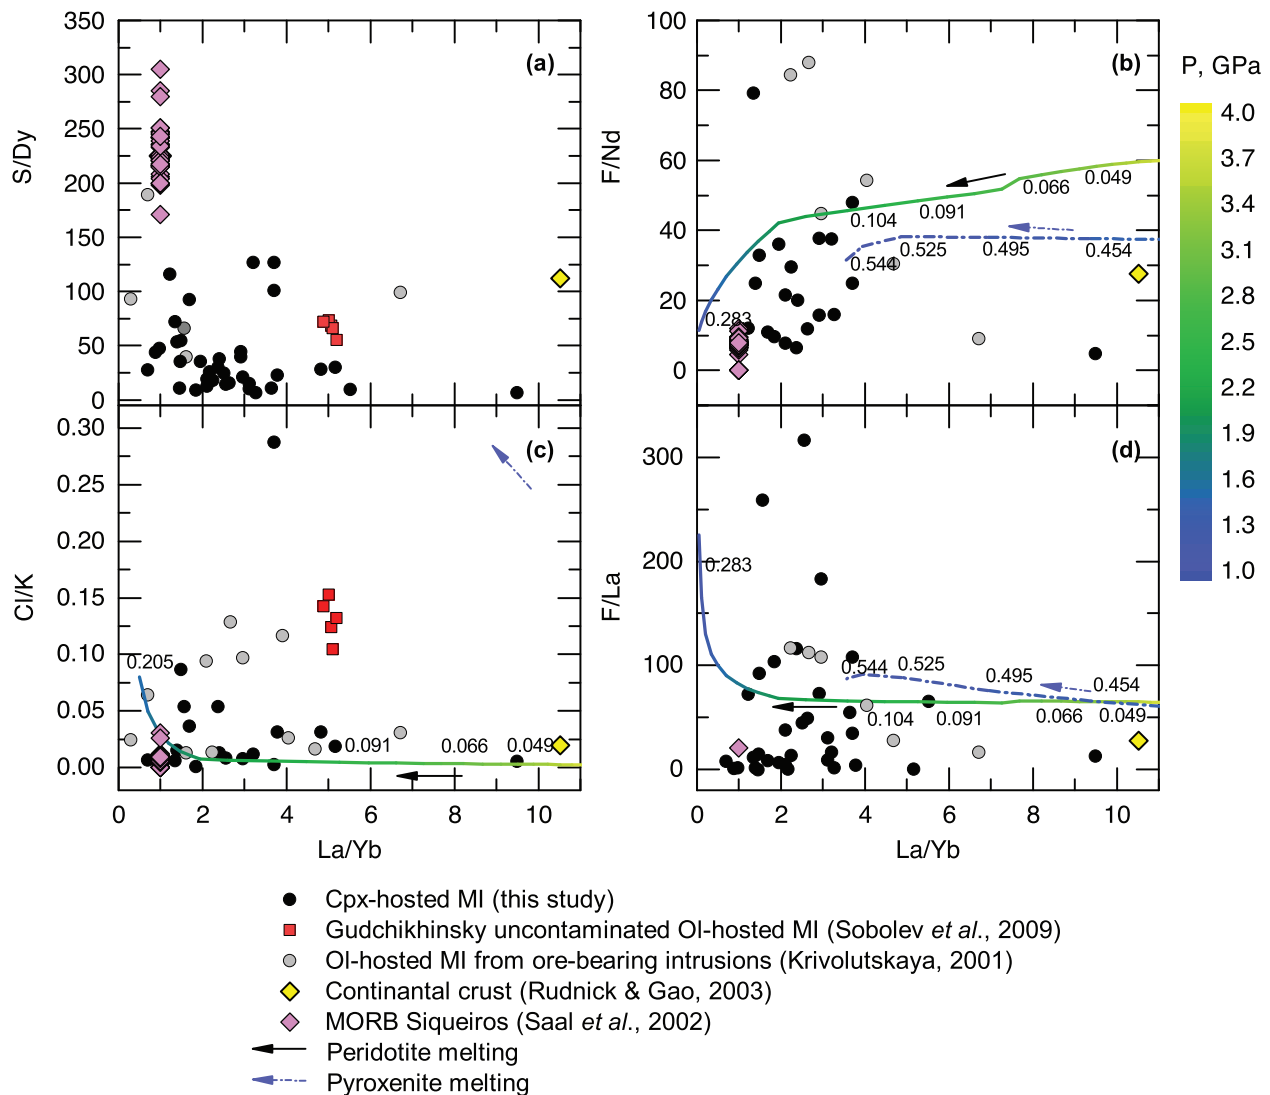 350
300
250
200
150
100
50
0
S/Dy
(a)
100
80
60
40
20
0
F/Nd
(b)
0.283
0.104
0.091
0.066
0.049
0.544
0.525
0.495
0.454
P, GPa
4.0
3.7
3.4
3.1
2.8
2.5
2.2
1.9
1.6
1.3
1.0
0.30
0.25
0.20
0.15
0.10
0.05
0.00
Cl/K
(c)
0.205
0.091
0.066
0.049
0 2 4 6 8 10
La/Yb
300
200
100
0
F/La
(d)
0.283
0.544
0.525
0.495
0.454
0.104
0.091
0.066
0.049
0 2 4 6 8 10
La/Yb
Cpx-hosted MI (this study)
Gudchikhinsky uncontaminated Ol-hosted MI (Sobolev et al., 2009)
Ol-hosted MI from ore-bearing intrusions (Krivolutskaya, 2001)
Continantal crust (Rudnick & Gao, 2003)
MORB Siqueiros (Saal et al., 2002)
Peridotite melting
Pyroxenite melting